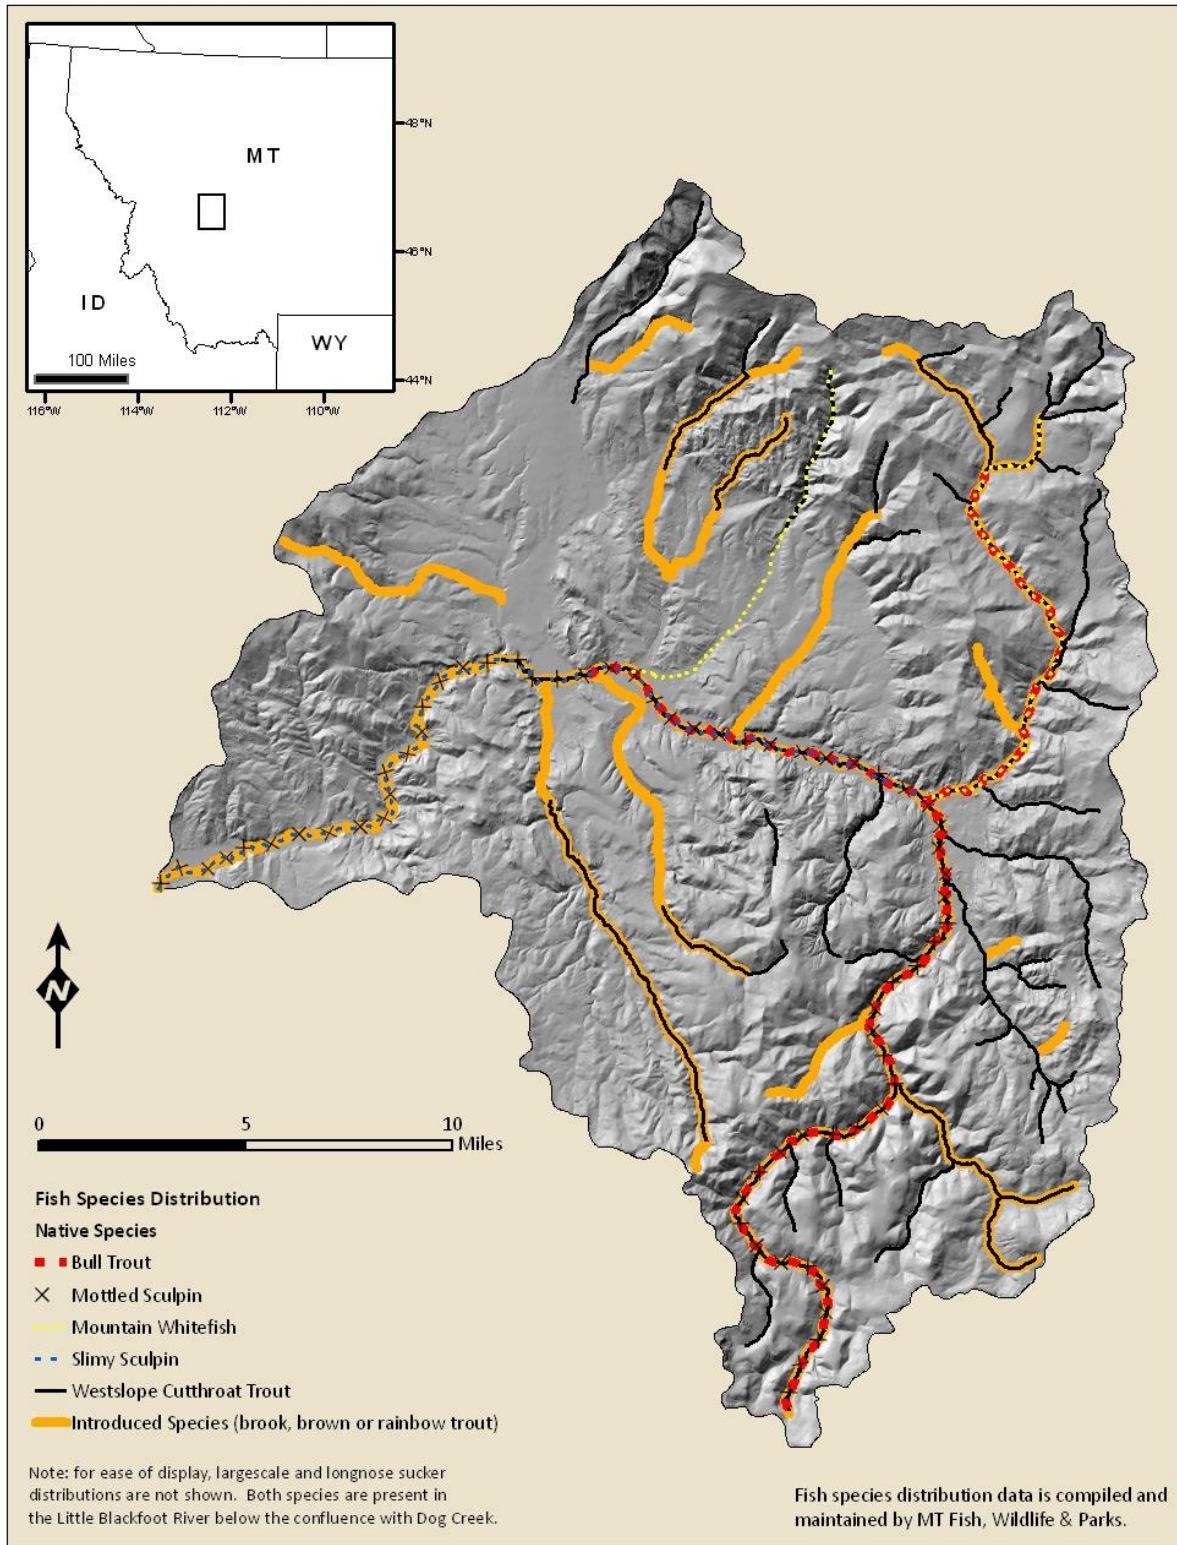 48°N
MT
46°N
ID
WY
100 Miles
44°N
116°W
114°W
112°W
110°W
N
0
5
10
Miles
Fish Species Distribution
Native Species
Bull Trout
Mottled Sculpin
Mountain Whitefish
Slimy Sculpin
Westslope Cutthroat Trout
Introduced Species (brook, brown or rainbow trout)
Note: for ease of display, largescale and longnose sucker
distributions are not shown. Both species are present in
the Little Blackfoot River below the confluence with Dog Creek.
Fish species distribution data is compiled and
maintained by MT Fish, Wildlife & Parks.